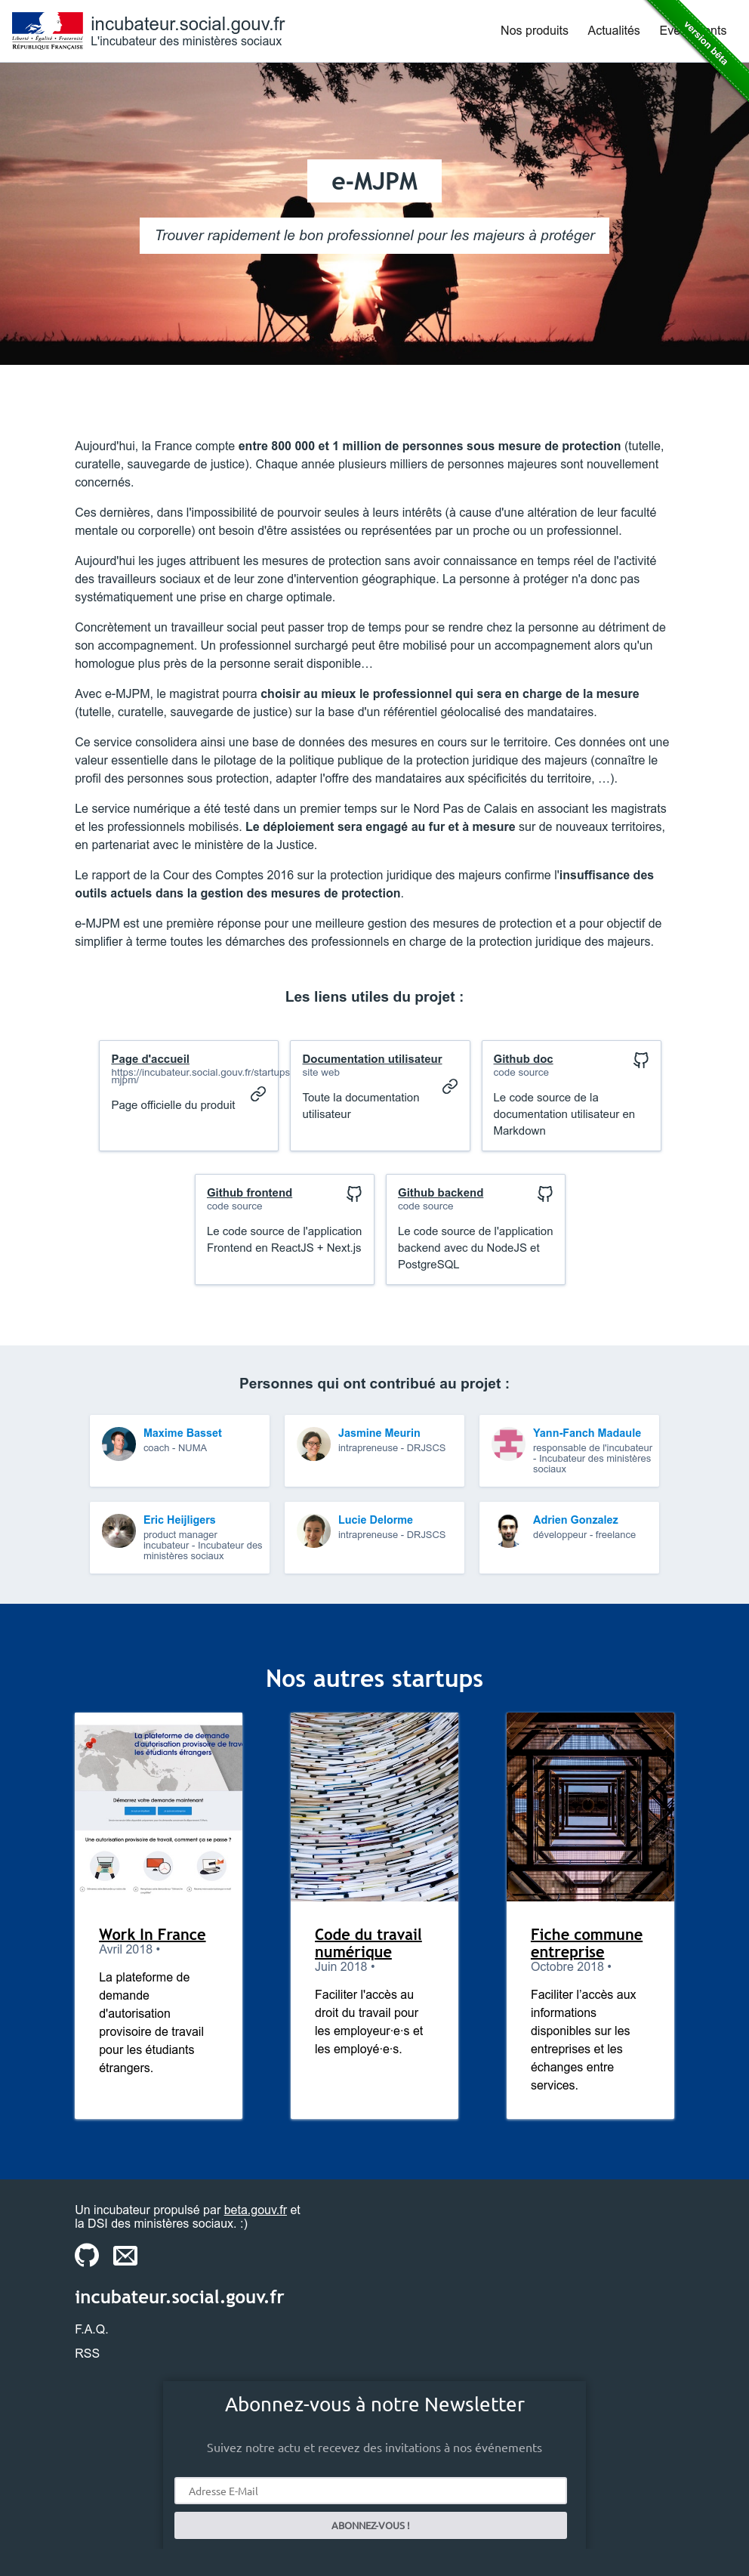 incubateur.social.gouv.fr
L'incubateur des ministères sociaux
Liberté • Égalité • Fraternité
RÉPUBLIQUE FRANÇAISE
Nos produits
Actualités
version bêta
e-MJPM
Trouver rapidement le bon professionnel pour les majeurs à protéger
Aujourd'hui, la France compte entre 800 000 et 1 million de personnes sous mesure de protection (tutelle,
curatelle, sauvegarde de justice). Chaque année plusieurs milliers de personnes majeures sont nouvellement
concernés.
Ces dernières, dans l'impossibilité de pourvoir seules à leurs intérêts (à cause d'une altération de leur faculté
mentale ou corporelle) ont besoin d'être assistées ou représentées par un proche ou un professionnel.
Aujourd'hui les juges attribuent les mesures de protection sans avoir connaissance en temps réel de l'activité
des travailleurs sociaux et de leur zone d'intervention géographique. La personne à protéger n'a donc pas
systématiquement une prise en charge optimale.
Concrètement un travailleur social peut passer trop de temps pour se rendre chez la personne au détriment de
son accompagnement. Un professionnel surchargé peut être mobilisé pour un accompagnement alors qu'un
homologue plus près de la personne serait disponible…
Avec e-MJPM, le magistrat pourra choisir au mieux le professionnel qui sera en charge de la mesure
(tutelle, curatelle, sauvegarde de justice) sur la base d'un référentiel géolocalisé des mandataires.
Ce service consolidera ainsi une base de données des mesures en cours sur le territoire. Ces données ont une
valeur essentielle dans le pilotage de la politique publique de la protection juridique des majeurs (connaître le
profil des personnes sous protection, adapter l'offre des mandataires aux spécificités du territoire, …).
Le service numérique a été testé dans un premier temps sur le Nord Pas de Calais en associant les magistrats
et les professionnels mobilisés. Le déploiement sera engagé au fur et à mesure sur de nouveaux territoires,
en partenariat avec le ministère de la Justice.
Le rapport de la Cour des Comptes 2016 sur la protection juridique des majeurs confirme l'insuffisance des
outils actuels dans la gestion des mesures de protection.
e-MJPM est une première réponse pour une meilleure gestion des mesures de protection et a pour objectif de
simplifier à terme toutes les démarches des professionnels en charge de la protection juridique des majeurs.
Les liens utiles du projet :
Page d'accueil
https://incubateur.social.gouv.fr/startups
mjpm/
Page officielle du produit
Documentation utilisateur
site web
Toute la documentation
utilisateur
Github doc
code source
Le code source de la
documentation utilisateur en
Markdown
Github frontend
code source
Le code source de l'application
Frontend en ReactJS + Next.js
Github backend
code source
Le code source de l'application
backend avec du NodeJS et
PostgreSQL
Personnes qui ont contribué au projet :
Maxime Basset
coach - NUMA
Jasmine Meurin
intrapreneuse - DRJSCS
Yann-Fanch Madaule
responsable de l'incubateur
- Incubateur des ministères
sociaux
Eric Heijligers
product manager
incubateur - Incubateur des
ministères sociaux
Lucie Delorme
intrapreneuse - DRJSCS
Adrien Gonzalez
développeur - freelance
Nos autres startups
La plateforme de demande
d'autorisation provisoire de trav
les étudiants étrangers
Démarrez votre demande maintenant
Une autorisation provisoire de travail, comment ça se passe ?
Work In France
Avril 2018 •
La plateforme de
demande
d'autorisation
provisoire de travail
pour les étudiants
étrangers.
Code du travail
numérique
Juin 2018 •
Faciliter l'accès au
droit du travail pour
les employeur·e·s et
les employé·e·s.
Fiche commune
entreprise
Octobre 2018 •
Faciliter l’accès aux
informations
disponibles sur les
entreprises et les
échanges entre
services.
Un incubateur propulsé par beta.gouv.fr et
la DSI des ministères sociaux. :)
incubateur.social.gouv.fr
F.A.Q.
RSS
Abonnez-vous à notre Newsletter
Suivez notre actu et recevez des invitations à nos événements
Adresse E-Mail
ABONNEZ-VOUS !